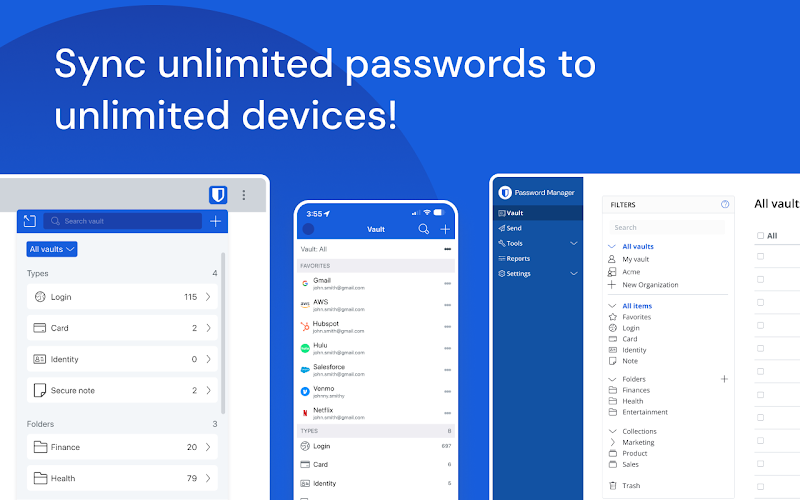 Sync unlimited passwords to
unlimited devices!
Search vault
All vaults
Types 4
Login 115
Card 2
Identity 0
Secure note 2
Folders 3
Finance 20
Health 79
3:55
Vault
Vault: All
FAVORITES
G
Gmail
john.smith@gmail.com
aws
AWS
john.smith@gmail.com
Hubspot
john.smith@gmail.com
hulu
Hulu
john.smith@gmail.com
Salesforce
john.smith@gmail.com
Venmo
johnny.smithy
N
Netflix
john.smith@gmail.com
TYPES 8
Login 697
Card 6
Identity 6
Password Manager
Vault
Send
Tools
Reports
Settings
FILTERS
Search
All vaults
My vault
Acme
New Organization
All items
Favorites
Login
Card
Identity
Note
Folders
Finances
Health
Entertainment
Collections
Marketing
Product
Sales
Trash
All vaults
All